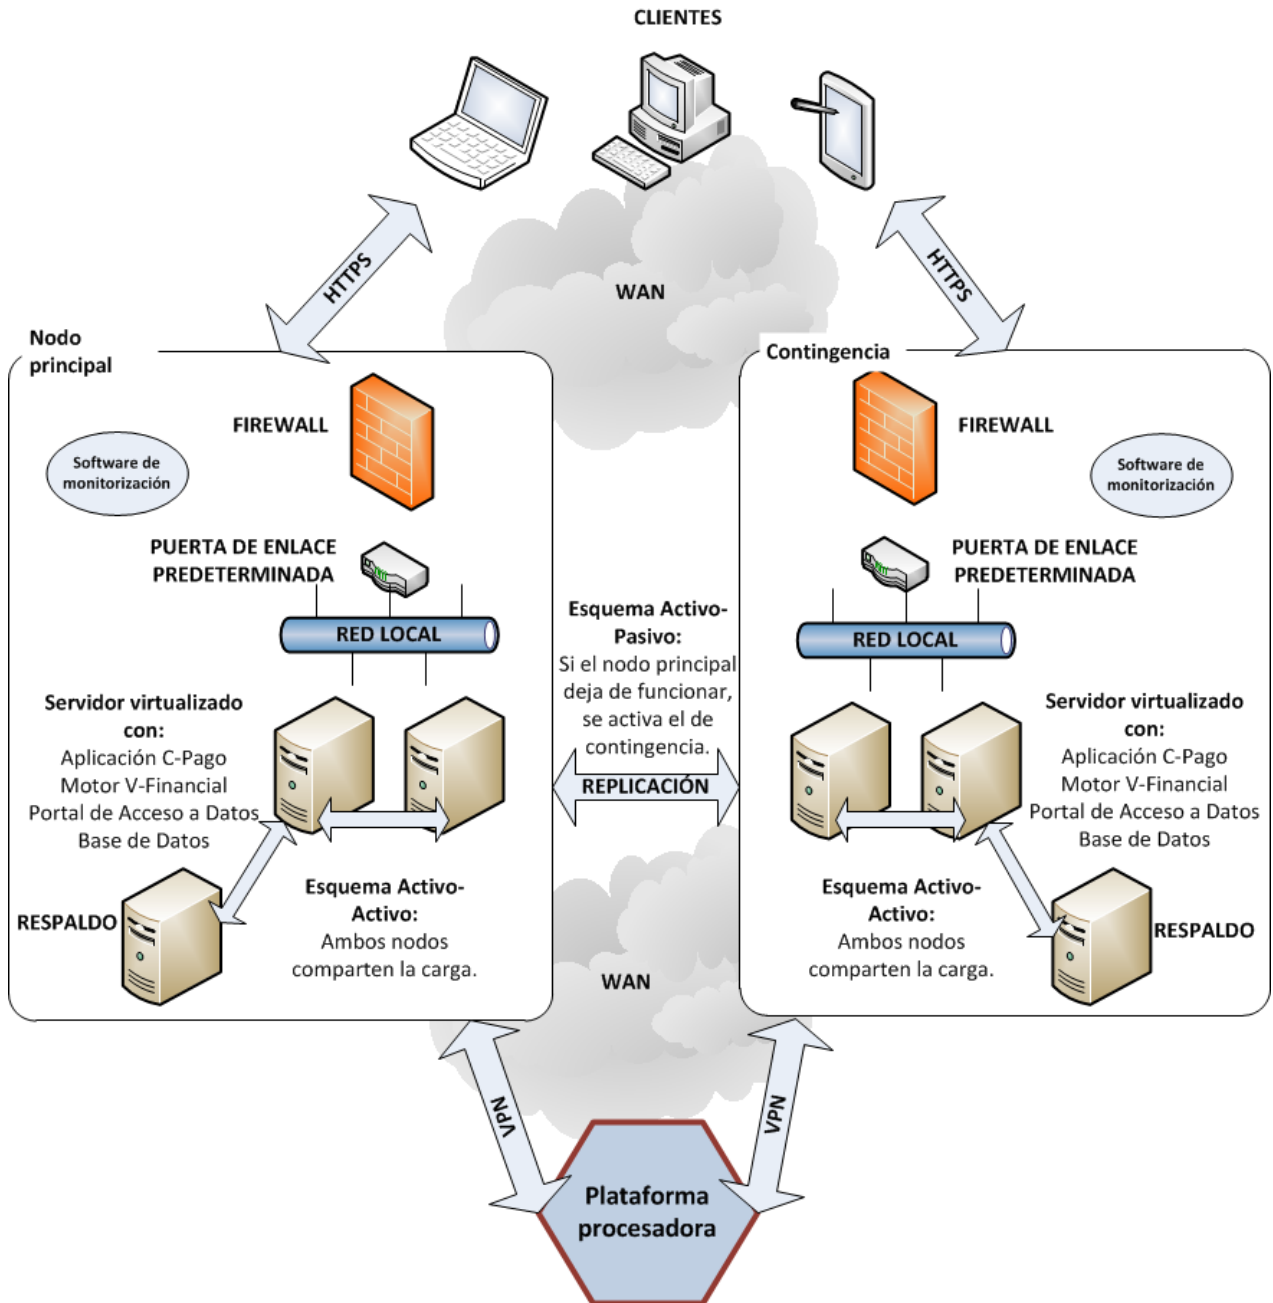 CLIENTES
HTTPS
WAN
HTTPS
Nodo
principal
FIREWALL
Software de
monitorización
PUERTA DE ENLACE
PREDETERMINADA
RED LOCAL
Servidor virtualizado
con:
Aplicación C-Pago
Motor V-Financial
Portal de Acceso a Datos
Base de Datos
RESPALDO
Esquema Activo-
Activo:
Ambos nodos
comparten la carga.
Esquema Activo-
Pasivo:
Si el nodo principal
deja de funcionar,
se activa el de
contingencia.
REPLICACIÓN
Contingencia
FIREWALL
Software de
monitorización
PUERTA DE ENLACE
PREDETERMINADA
RED LOCAL
Servidor virtualizado
con:
Aplicación C-Pago
Motor V-Financial
Portal de Acceso a Datos
Base de Datos
Esquema Activo-
Activo:
Ambos nodos
comparten la carga.
RESPALDO
WAN
VPN
VPN
Plataforma
procesadora